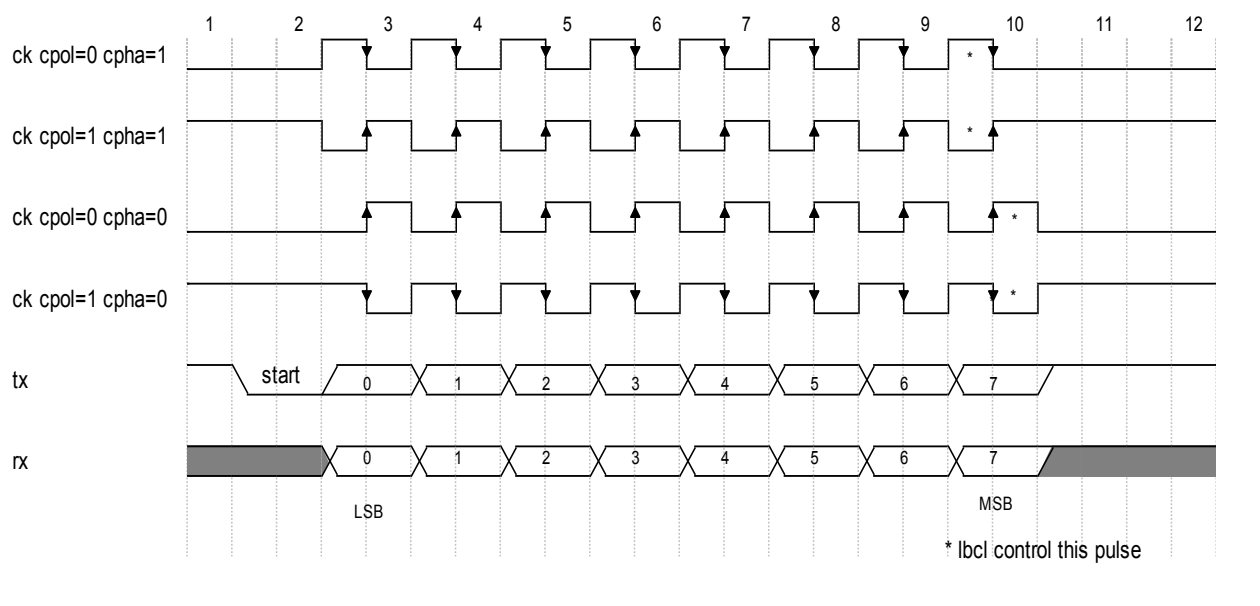 1 2 3 4 5 6 7 8 9 10 11 12
ck cpol=0 cpha=1
*
ck cpol=1 cpha=1
*
ck cpol=0 cpha=0
*
ck cpol=1 cpha=0
*
tx start 0 1 2 3 4 5 6 7
rx 0 1 2 3 4 5 6 7
LSB MSB
* lbcl control this pulse